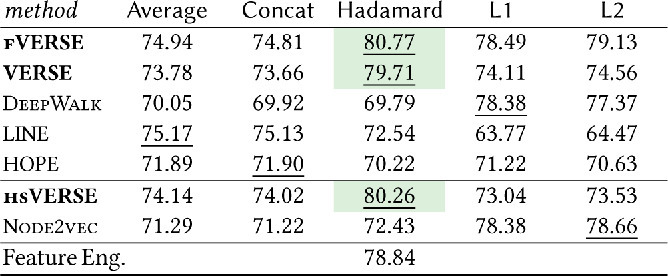 method Average Concat Hadamard L1 L2
fVERSE 74.94 74.81 80.77 78.49 79.13
VERSE 73.78 73.66 79.71 74.11 74.56
DeepWalk 70.05 69.92 69.79 78.38 77.37
LINE 75.17 75.13 72.54 63.77 64.47
HOPE 71.89 71.90 70.22 71.22 70.63
hsVERSE 74.14 74.02 80.26 73.04 73.53
Node2vec 71.29 71.22 72.43 78.38 78.66
Feature Eng. 78.84